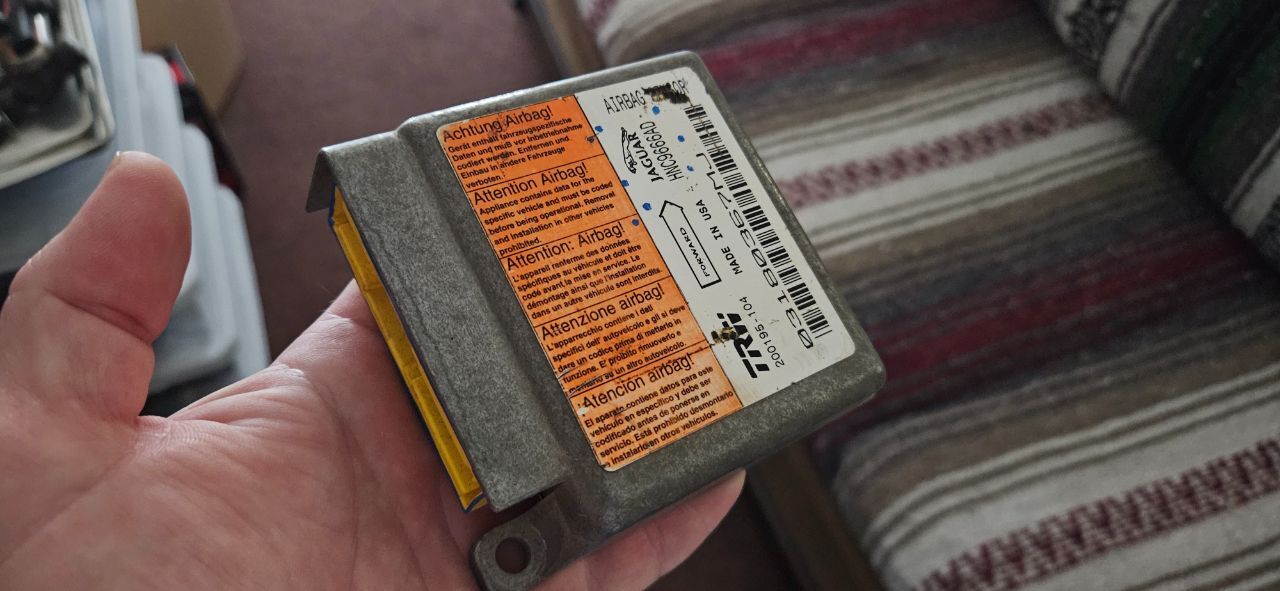 Achtung Airbag!
Gerät enthält fahrzeugspezifische
Daten und muß vor Inbetriebnahme
codiert werden. Entfernen und
Einbau in andere Fahrzeuge
verboten.
Attention Airbag!
Appliance contains data for the
specific vehicle and must be coded
before being operational. Removal
and installation in other vehicles
prohibited.
Attention: Airbag!
L'appareil renferme des données
spécifiques au véhicule et doit être
codé avant la mise en service. Le
démontage ainsi que l'installation
dans un autre véhicule sont interdits.
Attenzione airbag!
L'apparecchio contiene i dati
specifici dell' autoveicolo e gli si deve
dare un codice prima di metterlo in
funzione. E' proibito rimuoverlo e
montarlo su un altro autoveicolo.
Atención airbag!
El aparato contiene datos para este
vehículo en específico y debe ser
codificado antes de ponerse en
servicio. Está prohibido desmontarlo
e instalarlo en otros vehículos.
AIRBAG
JAGUAR
HNC9666AD
FORWARD
MADE IN USA
TRW
200195-104